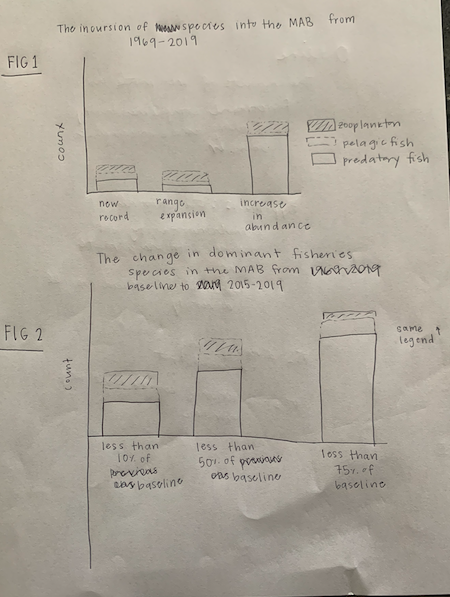 The incursion of species into the MAB from
1969-2019
FIG 1
count
zooplankton
pelagic fish
predatory fish
new
record
range
expansion
increase
in
abundance
The change in dominant fisheries
species in the MAB from 1969-2019
baseline to 2015-2019
FIG 2
count
same
legend ↑
less than
10% of
baseline
less than
50% of previous
baseline
less than
75% of
baseline